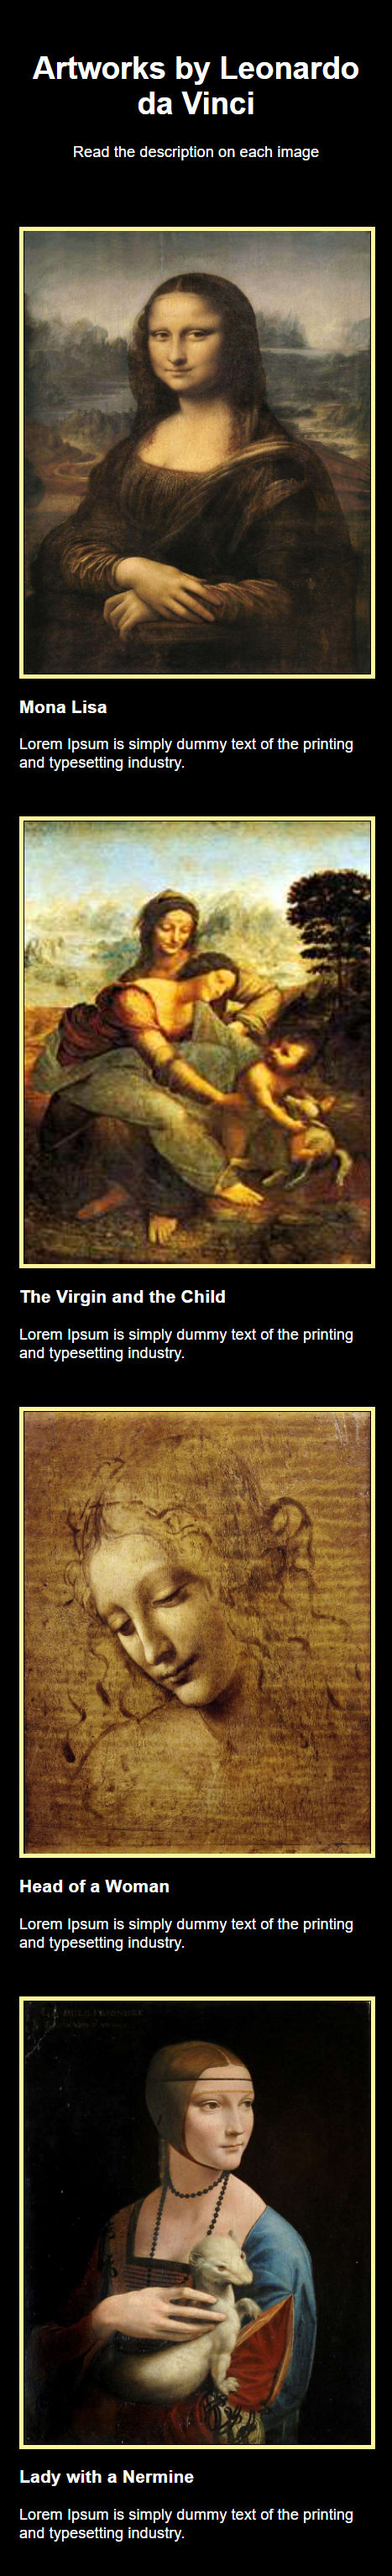 Artworks by Leonardo
da Vinci
Read the description on each image
Mona Lisa
Lorem Ipsum is simply dummy text of the printing
and typesetting industry.
The Virgin and the Child
Lorem Ipsum is simply dummy text of the printing
and typesetting industry.
Head of a Woman
Lorem Ipsum is simply dummy text of the printing
and typesetting industry.
Lady with a Nermine
Lorem Ipsum is simply dummy text of the printing
and typesetting industry.